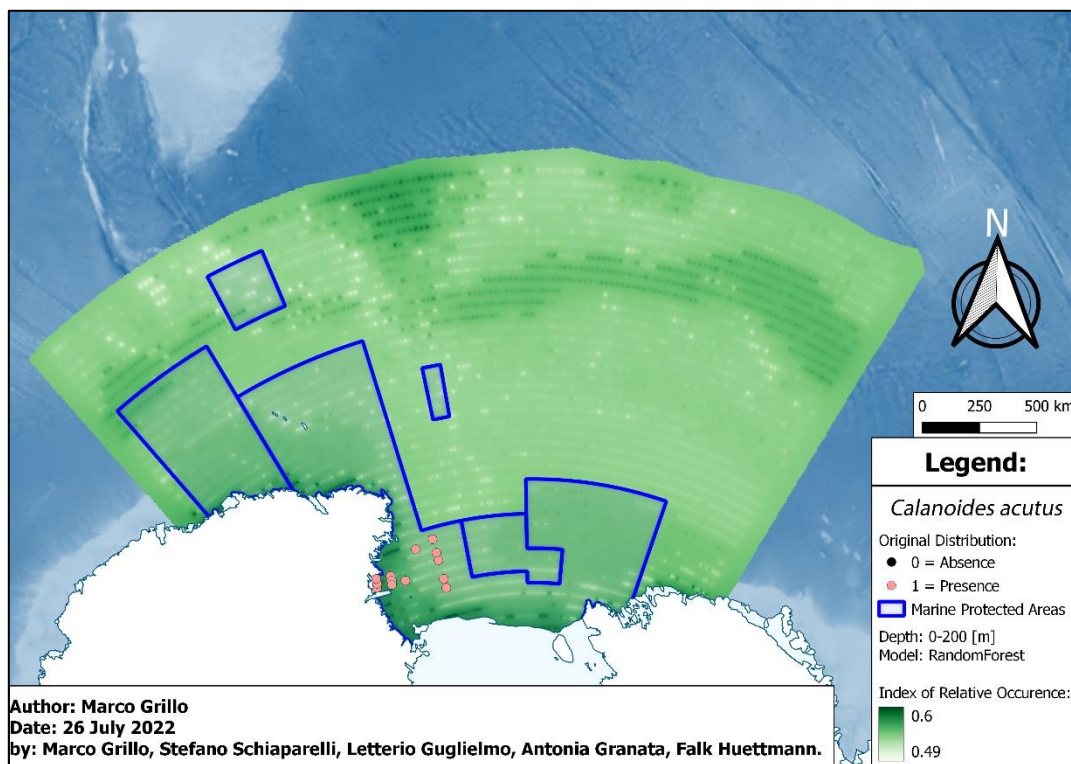 N
0 250 500 km
Legend:
Calanoides acutus
Original Distribution:
0 = Absence
1 = Presence
Marine Protected Areas
Depth: 0-200 [m]
Model: RandomForest
Index of Relative Occurence:
0.6
0.49
Author: Marco Grillo
Date: 26 July 2022
by: Marco Grillo, Stefano Schiaparelli, Letterio Guglielmo, Antonia Granata, Falk Huettmann.